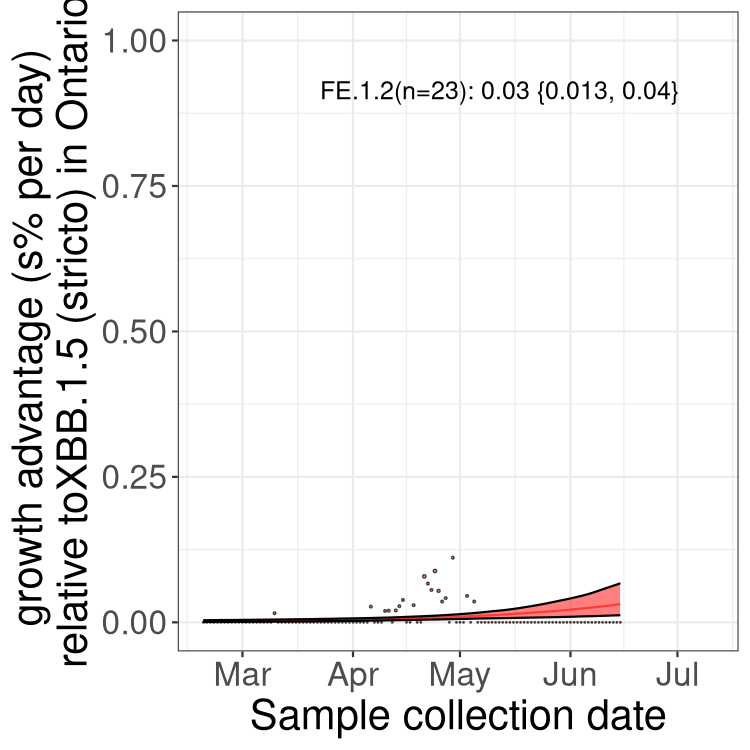 growth advantage (s% per day)
relative toXBB.1.5 (stricto) in Ontario
1.00
0.75
0.50
0.25
0.00
FE.1.2(n=23): 0.03 {0.013, 0.04}
Mar Apr May Jun Jul
Sample collection date